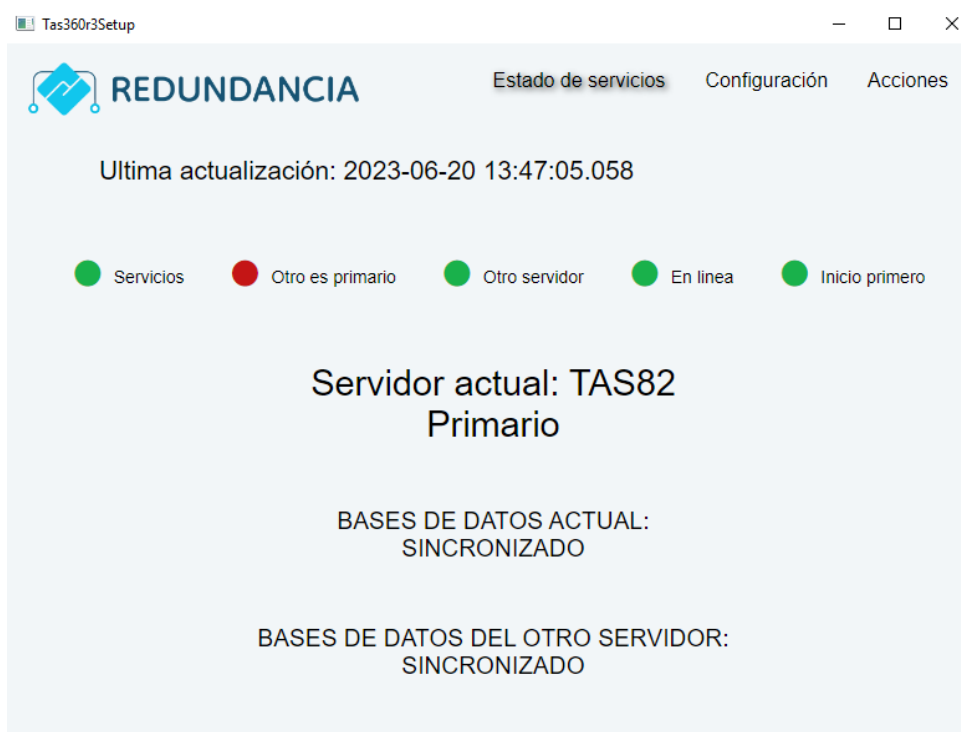 Tas360r3Setup
REDUNDANCIA
Estado de servicios
Configuración
Acciones
Ultima actualización: 2023-06-20 13:47:05.058
Servicios
Otro es primario
Otro servidor
En linea
Inicio primero
Servidor actual: TAS82
Primario
BASES DE DATOS ACTUAL:
SINCRONIZADO
BASES DE DATOS DEL OTRO SERVIDOR:
SINCRONIZADO